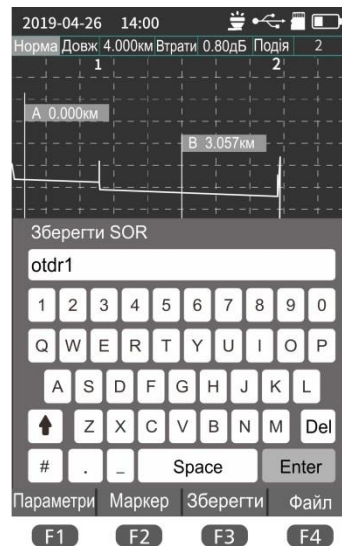 2019-04-26 14:00
Норма Довж 4.000км Втрати 0.80дБ Подія 2
1 2
A 0.000км
B 3.057км
Зберегти SOR
otdr1
1 2 3 4 5 6 7 8 9 0
Q W E R T Y U I O P
A S D F G H J K L
Z X C V B N M Del
# . _ Space Enter
Параметри Маркер Зберегти Файл
F1 F2 F3 F4